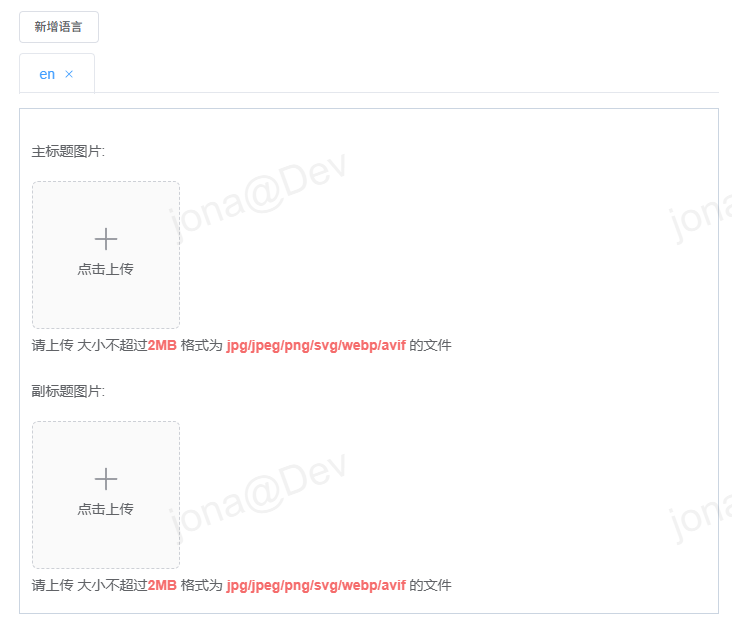 新增语言
en ×
主标题图片:
jona@Dev
jona
点击上传
请上传 大小不超过2MB 格式为 jpg/jpeg/png/svg/webp/avif 的文件
副标题图片:
jona@Dev
jona
点击上传
请上传 大小不超过2MB 格式为 jpg/jpeg/png/svg/webp/avif 的文件